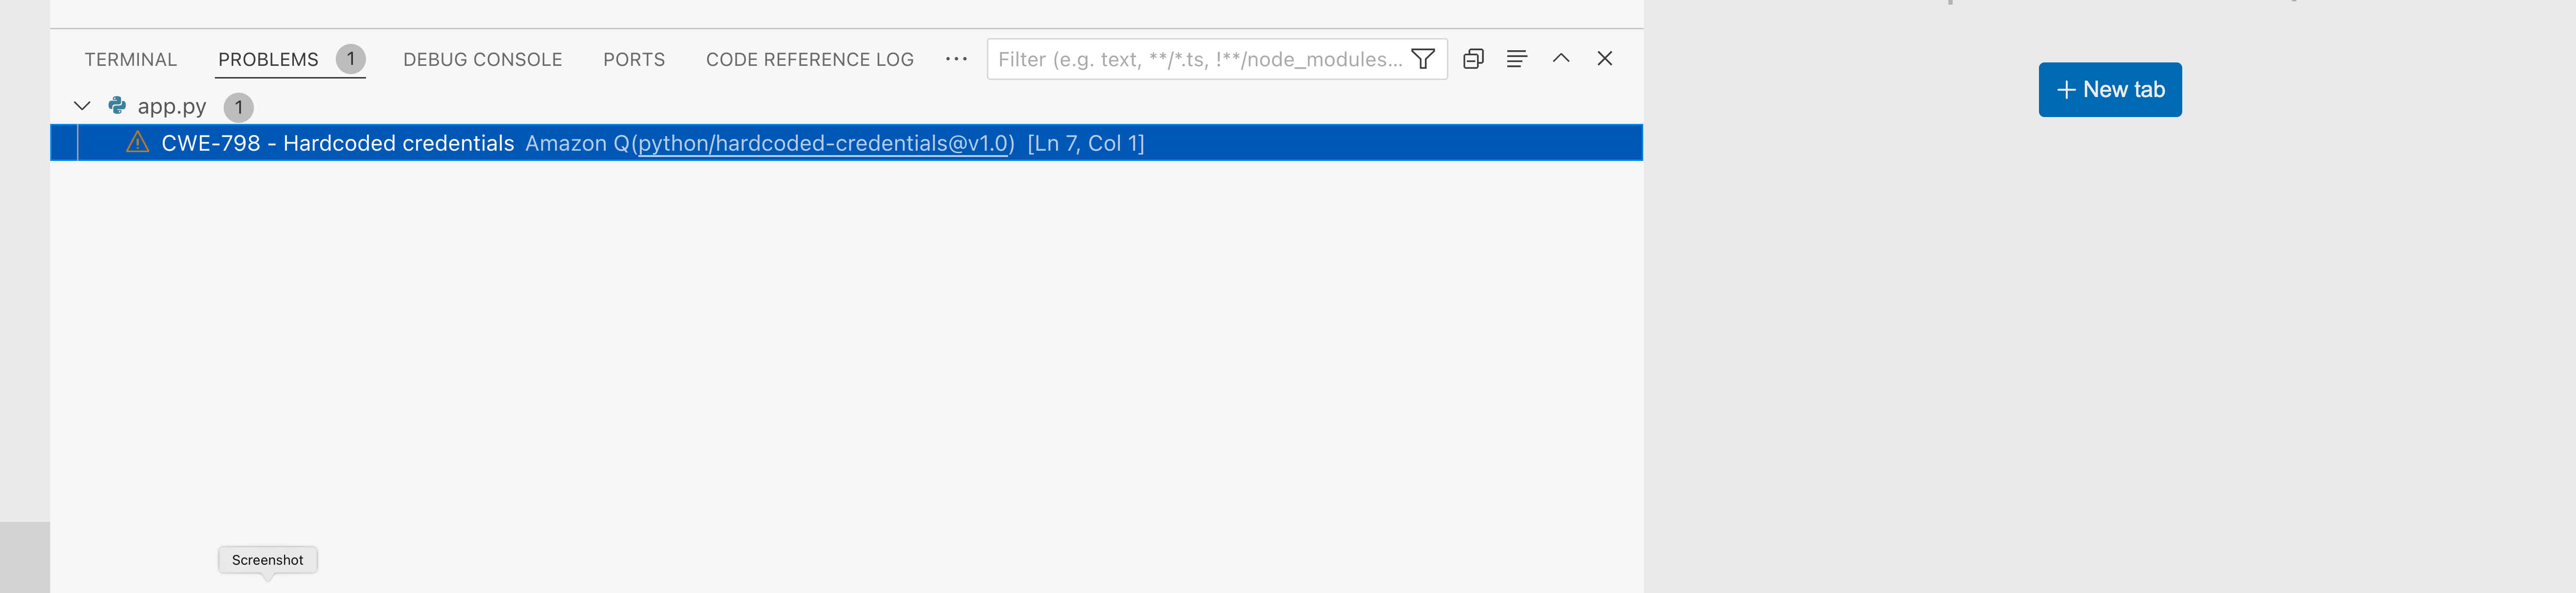 TERMINAL PROBLEMS 1 DEBUG CONSOLE PORTS CODE REFERENCE LOG ··· Filter (e.g. text, **/*.ts, !**/node_modules...
+ New tab
app.py 1
CWE-798 - Hardcoded credentials Amazon Q(python/hardcoded-credentials@v1.0) [Ln 7, Col 1]
Screenshot